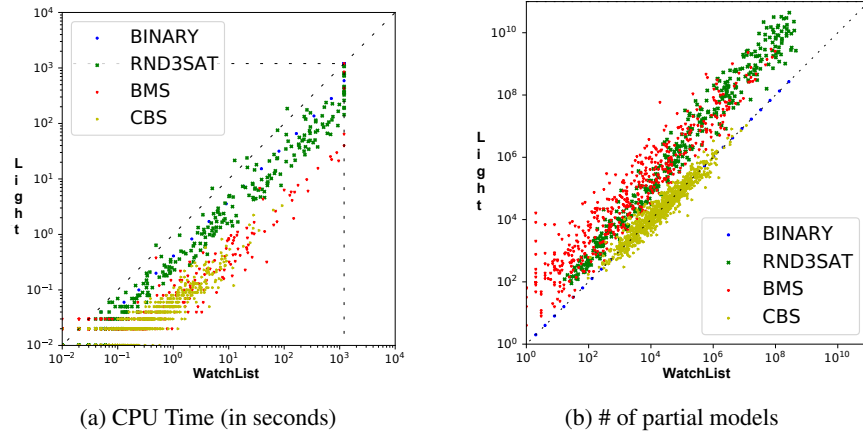 10^4
10^3
10^2
10^1
10^0
10^-1
10^-2
L
i
g
h
t
BINARY
RND3SAT
BMS
CBS
10^-2 10^-1 10^0 10^1 10^2 10^3 10^4
WatchList
(a) CPU Time (in seconds)
10^10
10^8
10^6
10^4
10^2
10^0
L
i
g
h
t
BINARY
RND3SAT
BMS
CBS
10^0 10^2 10^4 10^6 10^8 10^10
WatchList
(b) # of partial models